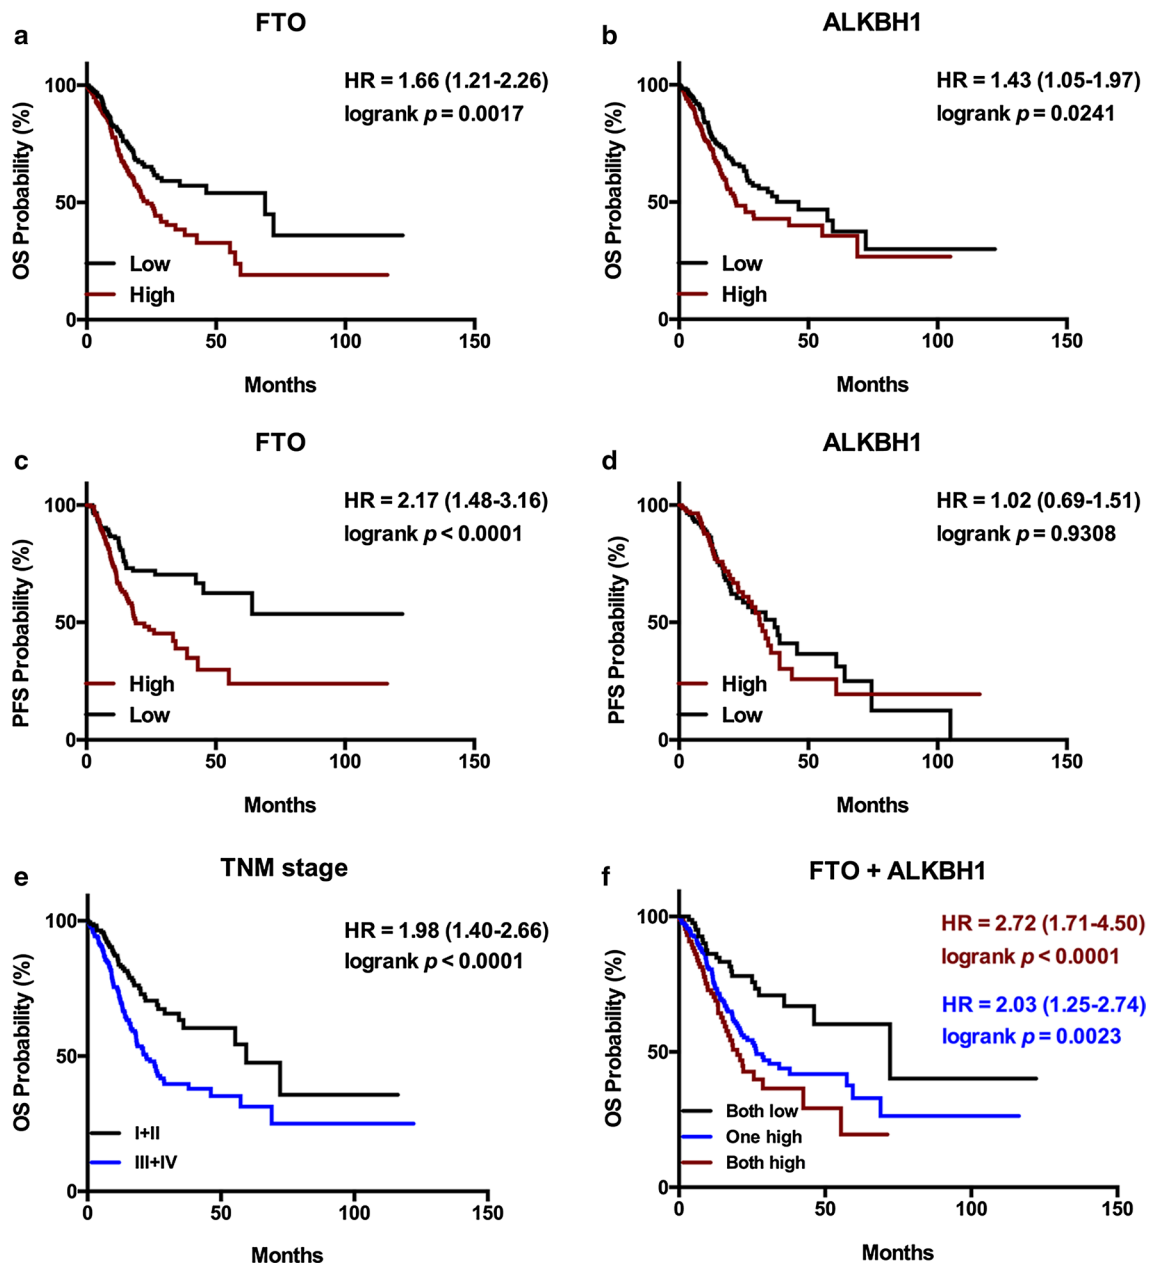 a
FTO
HR = 1.66 (1.21-2.26)
logrank p = 0.0017
OS Probability (%)
100
50
0
Low
High
0 50 100 150
Months
b
ALKBH1
HR = 1.43 (1.05-1.97)
logrank p = 0.0241
OS Probability (%)
100
50
0
Low
High
0 50 100 150
Months
c
FTO
HR = 2.17 (1.48-3.16)
logrank p < 0.0001
PFS Probability (%)
100
50
0
High
Low
0 50 100 150
Months
d
ALKBH1
HR = 1.02 (0.69-1.51)
logrank p = 0.9308
PFS Probability (%)
100
50
0
High
Low
0 50 100 150
Months
e
TNM stage
HR = 1.98 (1.40-2.66)
logrank p < 0.0001
OS Probability (%)
100
50
0
I+II
III+IV
0 50 100 150
Months
f
FTO + ALKBH1
HR = 2.72 (1.71-4.50)
logrank p < 0.0001
HR = 2.03 (1.25-2.74)
logrank p = 0.0023
OS Probability (%)
100
50
0
Both low
One high
Both high
0 50 100 150
Months